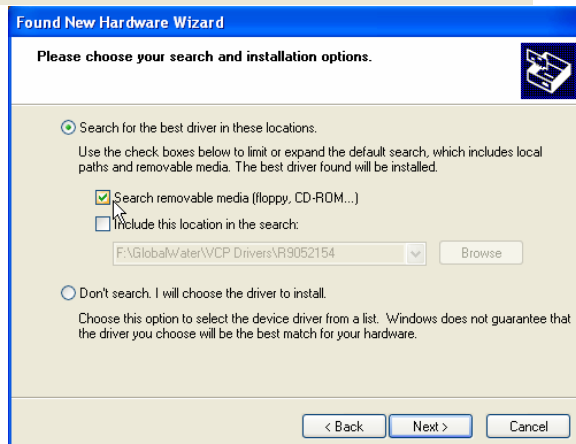 Found New Hardware Wizard
Please choose your search and installation options.
Search for the best driver in these locations.
Use the check boxes below to limit or expand the default search, which includes local
paths and removable media. The best driver found will be installed.
Search removable media (floppy, CD-ROM...)
Include this location in the search:
F:\GlobalWater\VCP Drivers\R9052154
Browse
Don't search. I will choose the driver to install.
Choose this option to select the device driver from a list. Windows does not guarantee that
the driver you choose will be the best match for your hardware.
< Back Next > Cancel